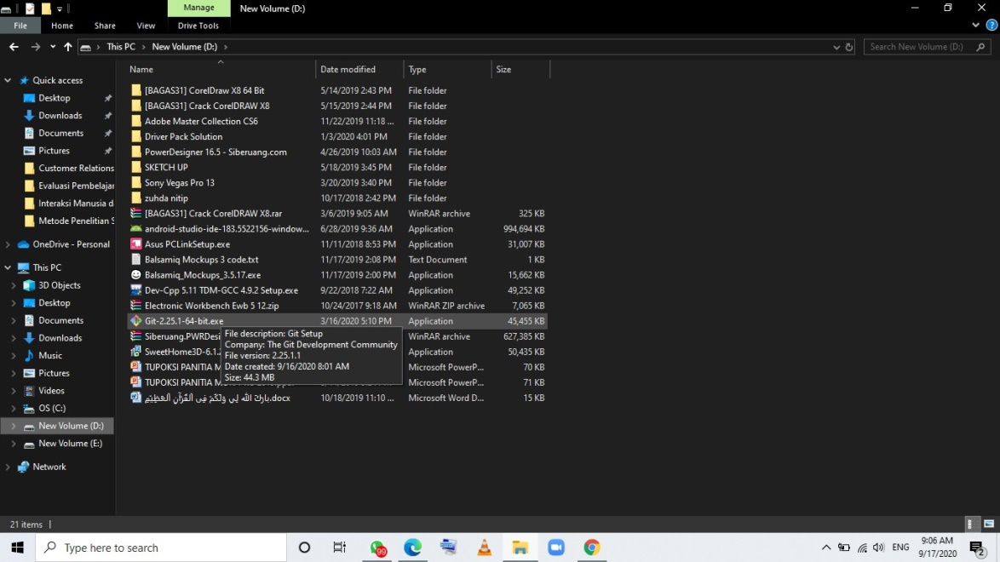 Manage New Volume (D:)
File Home Share View Drive Tools
This PC New Volume (D:) Search New Volume (D:)
Name Date modified Type Size
Quick access
Desktop
Downloads
Documents
Pictures
Customer Relations
Evaluasi Pembelajar
Interaksi Manusia d
Metode Penelitian S
OneDrive - Personal
This PC
3D Objects
Desktop
Documents
Downloads
Music
Pictures
Videos
OS (C:)
New Volume (D:)
New Volume (E:)
Network
[BAGAS31] CorelDraw X8 64 Bit 5/14/2019 2:43 PM File folder
[BAGAS31] Crack CorelDRAW X8 5/15/2019 2:44 PM File folder
Adobe Master Collection CS6 11/22/2019 11:18 ... File folder
Driver Pack Solution 1/3/2020 4:01 PM File folder
PowerDesigner 16.5 - Siberuang.com 4/26/2019 10:03 AM File folder
SKETCH UP 5/18/2019 3:45 PM File folder
Sony Vegas Pro 13 3/20/2019 3:40 PM File folder
zuhda nitip 10/17/2018 2:42 PM File folder
[BAGAS31] Crack CorelDRAW X8.rar 3/6/2019 9:05 AM WinRAR archive 325 KB
android-studio-ide-183.5522156-window... 6/28/2019 9:36 AM Application 994,694 KB
Asus PCLinkSetup.exe 11/11/2018 8:53 PM Application 31,007 KB
Balsamiq Mockups 3 code.txt 11/17/2019 2:08 PM Text Document 1 KB
Balsamiq_Mockups_3.5.17.exe 11/17/2019 2:00 PM Application 15,662 KB
Dev-Cpp 5.11 TDM-GCC 4.9.2 Setup.exe 9/22/2018 7:22 AM Application 49,252 KB
Electronic Workbench Ewb 5 12.zip 10/24/2017 9:18 AM WinRAR ZIP archive 7,065 KB
Git-2.25.1-64-bit.exe 3/16/2020 5:10 PM Application 45,455 KB
Siberuang.PWRDesi WinRAR archive 627,385 KB
SweetHome3D-6.1. Application 50,435 KB
TUPOKSI PANITIA M Microsoft PowerP... 70 KB
TUPOKSI PANITIA Microsoft PowerP... 71 KB
بارك الله لي ولكم في القرآن العظيم.docx 10/18/2019 11:10 ... Microsoft Word D... 15 KB
File description: Git Setup
Company: The Git Development Community
File version: 2.25.1.1
Date created: 9/16/2020 8:01 AM
Size: 44.3 MB
21 items
Type here to search 99 ENG 9:06 AM
9/17/2020 2